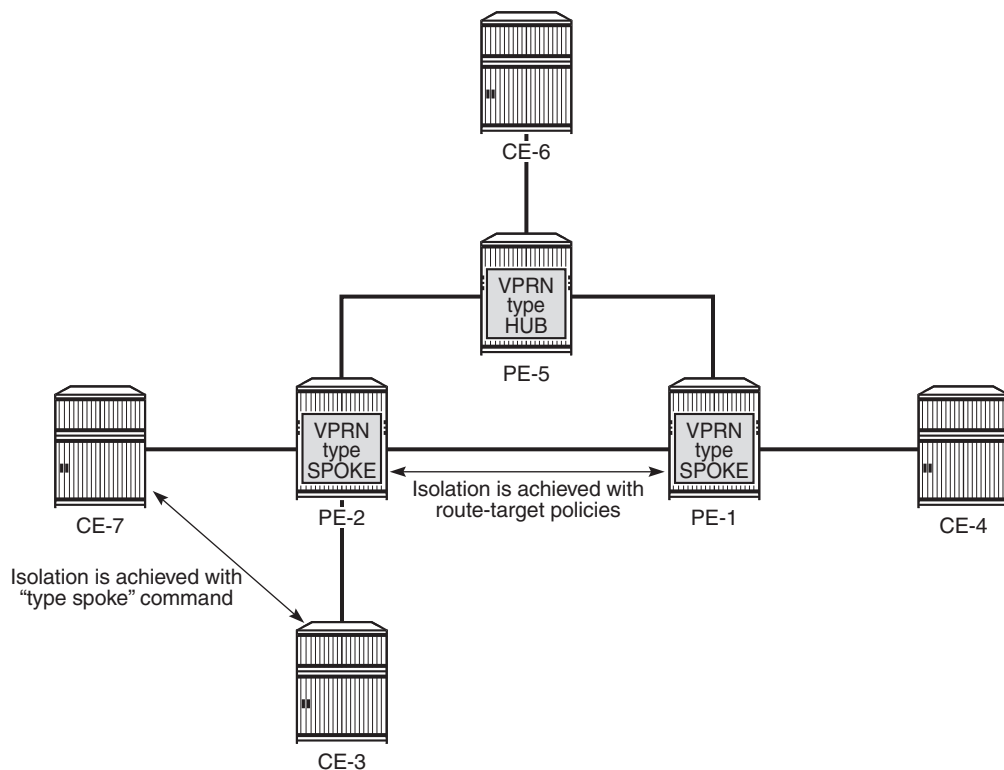 CE-6
VPRN
type
HUB
PE-5
VPRN
type
SPOKE
VPRN
type
SPOKE
Isolation is achieved with
route-target policies
CE-7
PE-2
PE-1
CE-4
Isolation is achieved with
“type spoke” command
CE-3